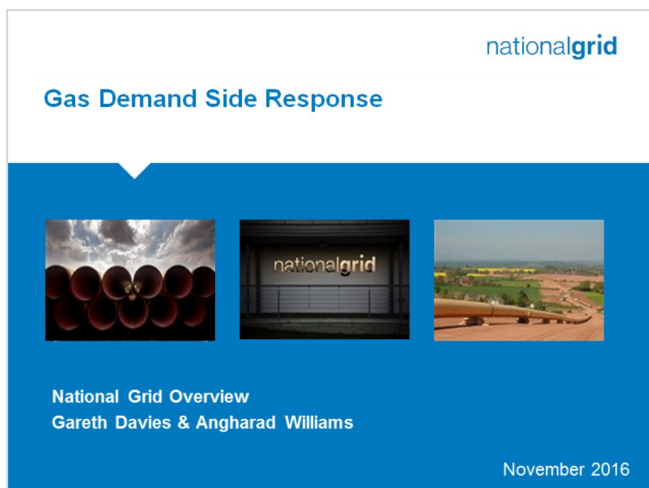 nationalgrid
Gas Demand Side Response
nationalgrid
National Grid Overview
Gareth Davies & Angharad Williams
November 2016